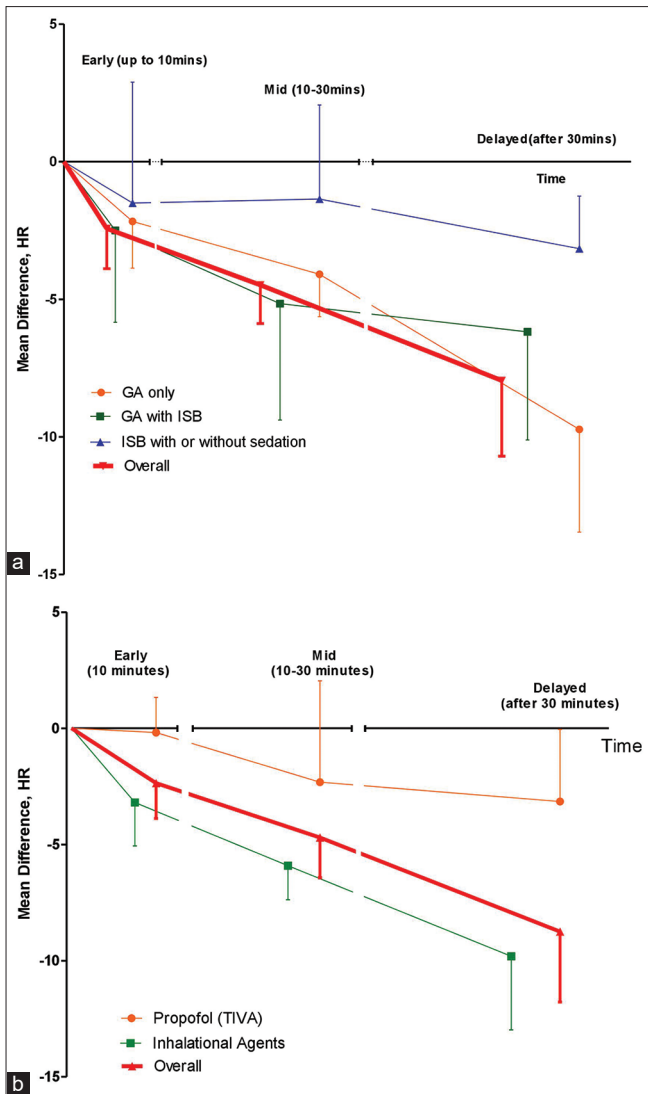 5
Early (up to 10mins)
Mid (10-30mins)
Delayed(after 30mins)
0
Time
Mean Difference, HR
-5
GA only
GA with ISB
ISB with or without sedation
Overall
-10
-15
a
5
Early
(10 minutes)
Mid
(10-30 minutes)
Delayed
(after 30 minutes)
0
Time
Mean Difference, HR
-5
-10
Propofol (TIVA)
Inhalational Agents
Overall
-15
b